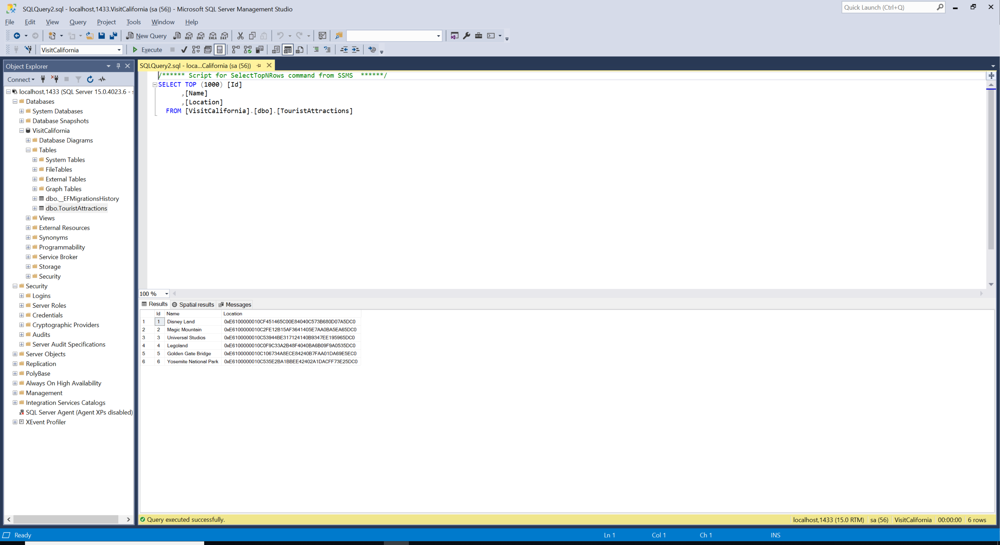 SQLQuery2.sql - localhost,1433.VisitCalifornia (sa (56)) - Microsoft SQL Server Management Studio
Quick Launch (Ctrl+Q)
File Edit View Query Project Tools Window Help
New Query MDX DMX XMLA DAX
VisitCalifornia Execute
Object Explorer
Connect
localhost,1433 (SQL Server 15.0.4023.6 - s
Databases
System Databases
Database Snapshots
VisitCalifornia
Database Diagrams
Tables
System Tables
FileTables
External Tables
Graph Tables
dbo.__EFMigrationsHistory
dbo.TouristAttractions
Views
External Resources
Synonyms
Programmability
Service Broker
Storage
Security
Security
Logins
Server Roles
Credentials
Cryptographic Providers
Audits
Server Audit Specifications
Server Objects
Replication
PolyBase
Always On High Availability
Management
Integration Services Catalogs
SQL Server Agent (Agent XPs disabled)
XEvent Profiler
SQLQuery2.sql - loca...California (sa (56))
/****** Script for SelectTopNRows command from SSMS  ******/
SELECT TOP (1000) [Id]
,[Name]
,[Location]
FROM [VisitCalifornia].[dbo].[TouristAttractions]
100 %
Results Spatial results Messages
Id Name Location
1 1 Disney Land 0xE6100000010CF451465C00E84040C573B680D07A5DC0
2 2 Magic Mountain 0xE6100000010C2FE12B15AF3641405E7AA0BA5EA65DC0
3 3 Universal Studios 0xE6100000010C53944BE317124140B9347EE195965DC0
4 4 Legoland 0xE6100000010C0F9C33A2B48F4040BA6B09F9A0535DC0
5 5 Golden Gate Bridge 0xE6100000010C106734A8ECE84240B7FAA01DA69E5EC0
6 6 Yosemite National Park 0xE6100000010C535E2BA1BBEE42402A1DACFF73E25DC0
Query executed successfully.
localhost,1433 (15.0 RTM) sa (56) VisitCalifornia 00:00:00 6 rows
Ready Ln 1 Col 1 Ch 1 INS